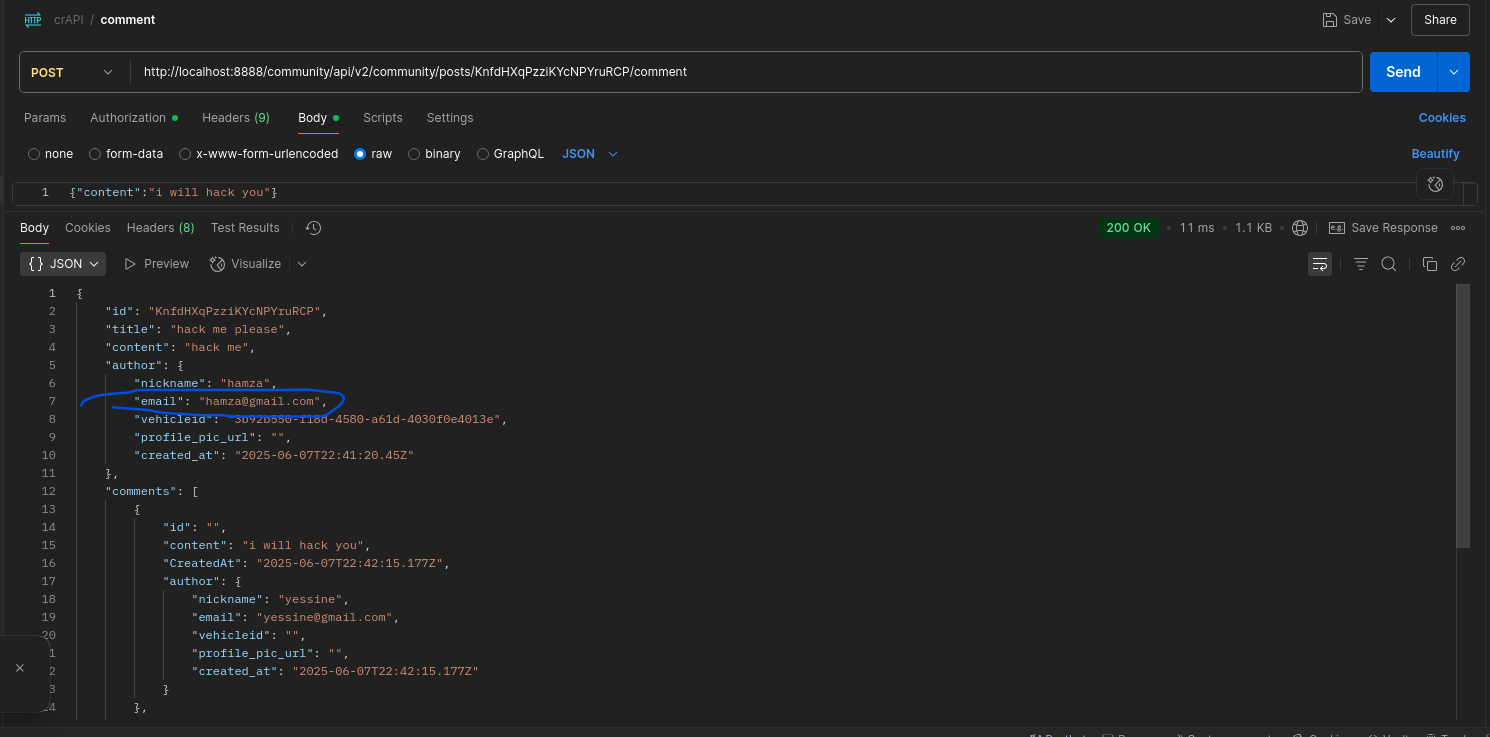 HTTP crAPI / comment Save Share
POST http://localhost:8888/community/api/v2/community/posts/KnfdHXqPzziKYcNPYruRCP/comment Send
Params Authorization Headers (9) Body Scripts Settings Cookies
none form-data x-www-form-urlencoded raw binary GraphQL JSON Beautify
1 {"content":"i will hack you"}
Body Cookies Headers (8) Test Results 200 OK • 11 ms • 1.1 KB • e.g. Save Response
{} JSON Preview Visualize
1 {
2 "id": "KnfdHXqPzziKYcNPYruRCP",
3 "title": "hack me please",
4 "content": "hack me",
5 "author": {
6 "nickname": "hamza",
7 "email": "hamza@gmail.com",
8 "vehicleid": "3b92b550-f18d-4580-a61d-4030f0e4013e",
9 "profile_pic_url": "",
10 "created_at": "2025-06-07T22:41:20.45Z"
11 },
12 "comments": [
13 {
14 "id": "",
15 "content": "i will hack you",
16 "CreatedAt": "2025-06-07T22:42:15.177Z",
17 "author": {
18 "nickname": "yessine",
19 "email": "yessine@gmail.com",
20 "vehicleid": "",
1 "profile_pic_url": "",
2 "created_at": "2025-06-07T22:42:15.177Z"
3 }
4 },